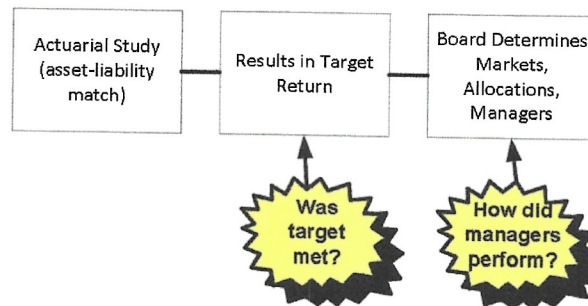 Actuarial Study
(asset-liability
match)
Results in Target
Return
Board Determines
Markets,
Allocations,
Managers
Was
target
met?
How did
managers
perform?